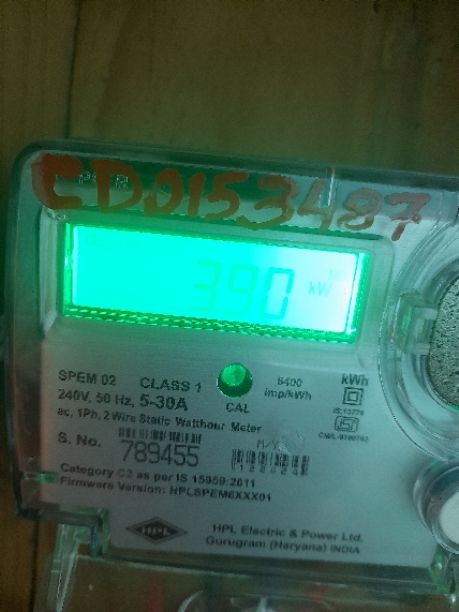 CD0153487
390 kW
SPEM 02 CLASS 1 6400 imp/kWh kWh
240V, 50 Hz, 5-30A CAL
ac, 1Ph, 2 Wire Static Watthour Meter
S. No. 789455
Category C3 as per IS 15959:2011
Firmware Version: HPLSPEM6XXX01
HPL
HPL Electric & Power Ltd.
Gurugram (Haryana) INDIA